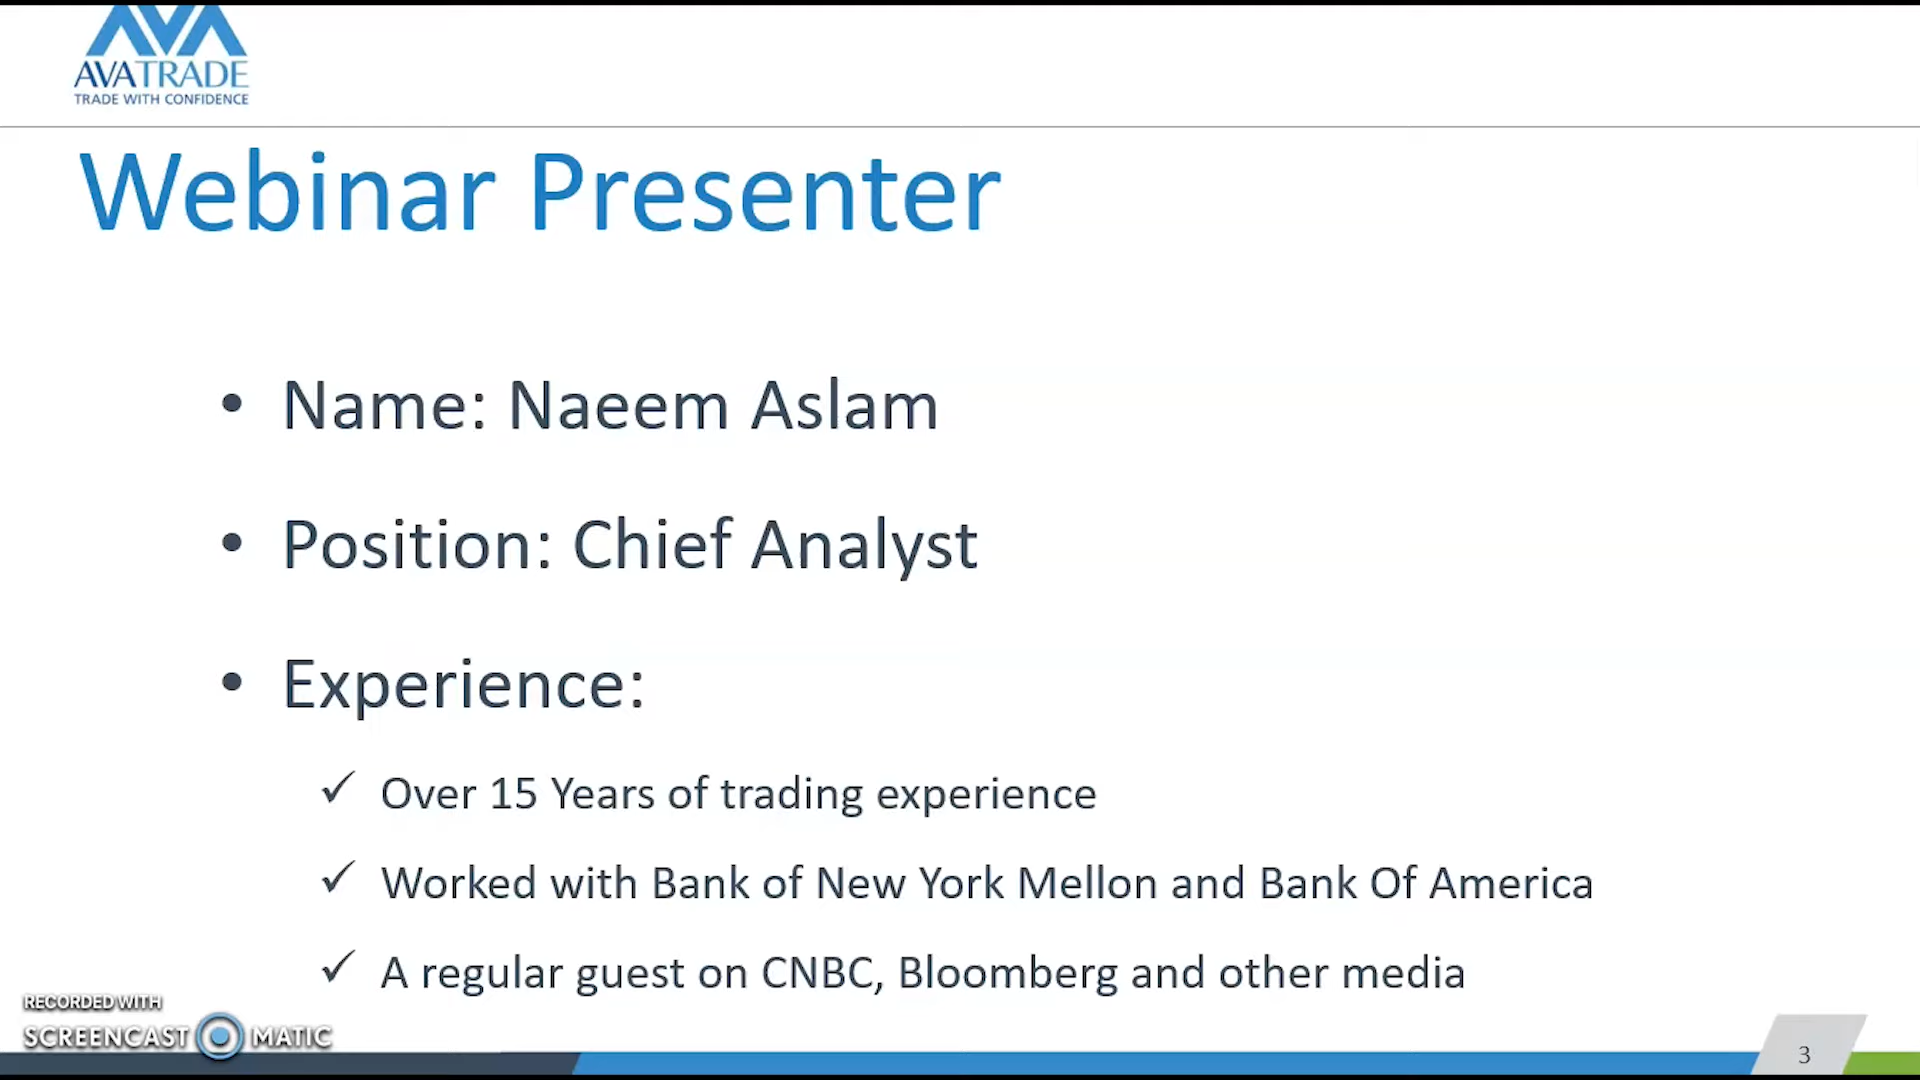 AVATRADE
TRADE WITH CONFIDENCE
Webinar Presenter
• Name: Naeem Aslam
• Position: Chief Analyst
• Experience:
✓ Over 15 Years of trading experience
✓ Worked with Bank of New York Mellon and Bank Of America
✓ A regular guest on CNBC, Bloomberg and other media
RECORDED WITH
SCREENCAST MATIC
3